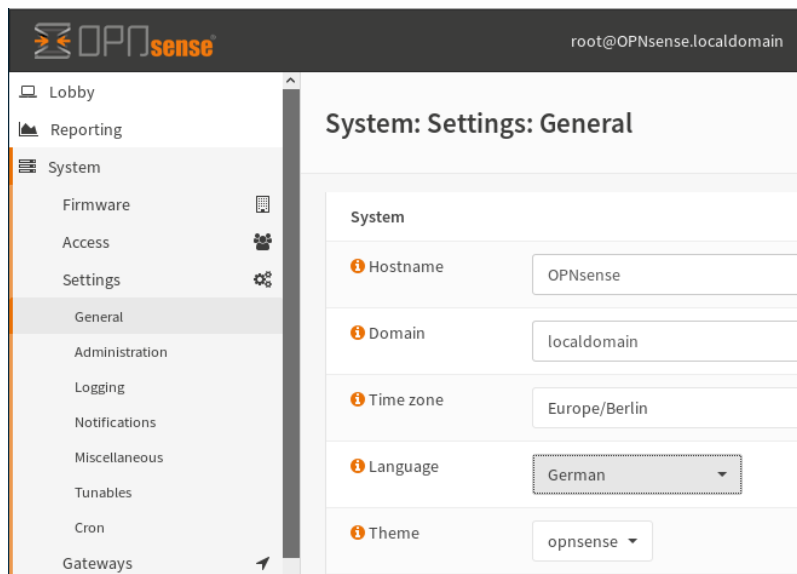 OPNsense®
root@OPNsense.localdomain
Lobby
Reporting
System
Firmware
Access
Settings
General
Administration
Logging
Notifications
Miscellaneous
Tunables
Cron
Gateways
System: Settings: General
System
Hostname
OPNsense
Domain
localdomain
Time zone
Europe/Berlin
Language
German
Theme
opnsense